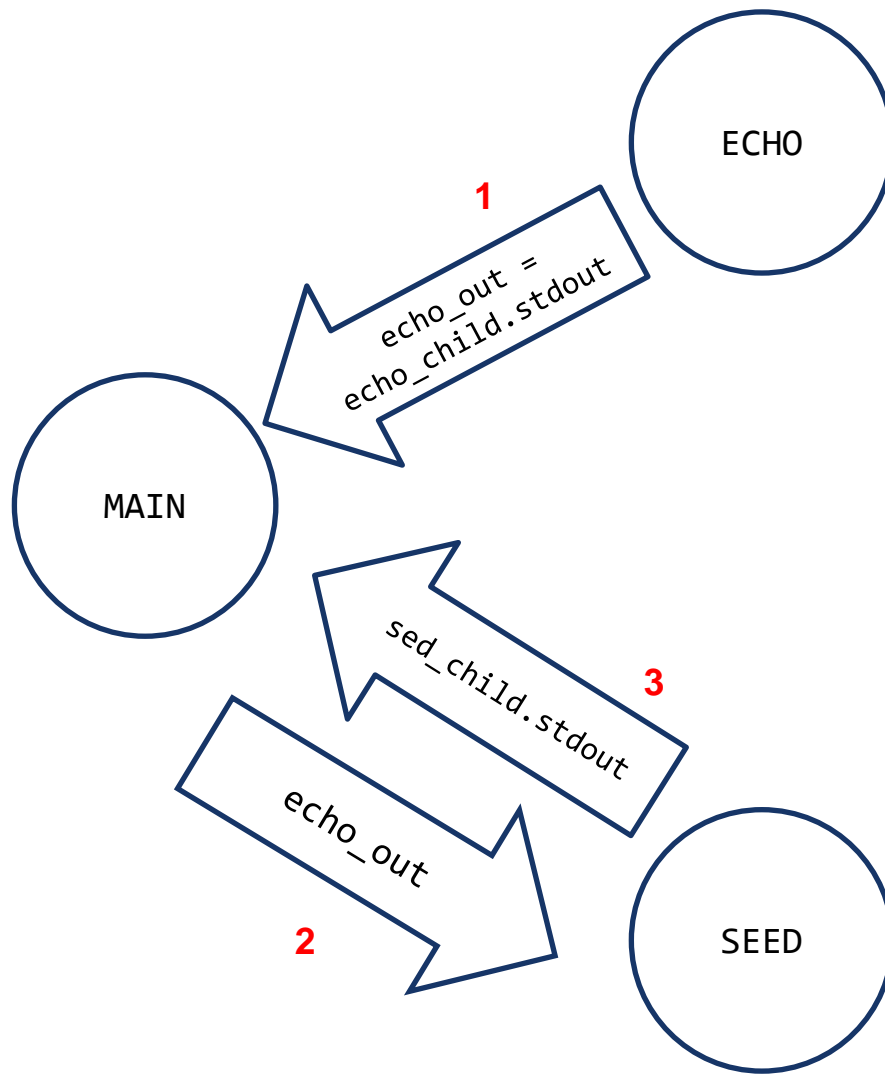 ECHO
1
echo_out =
echo_child.stdout
MAIN
sed_child.stdout
3
echo_out
2
SEED